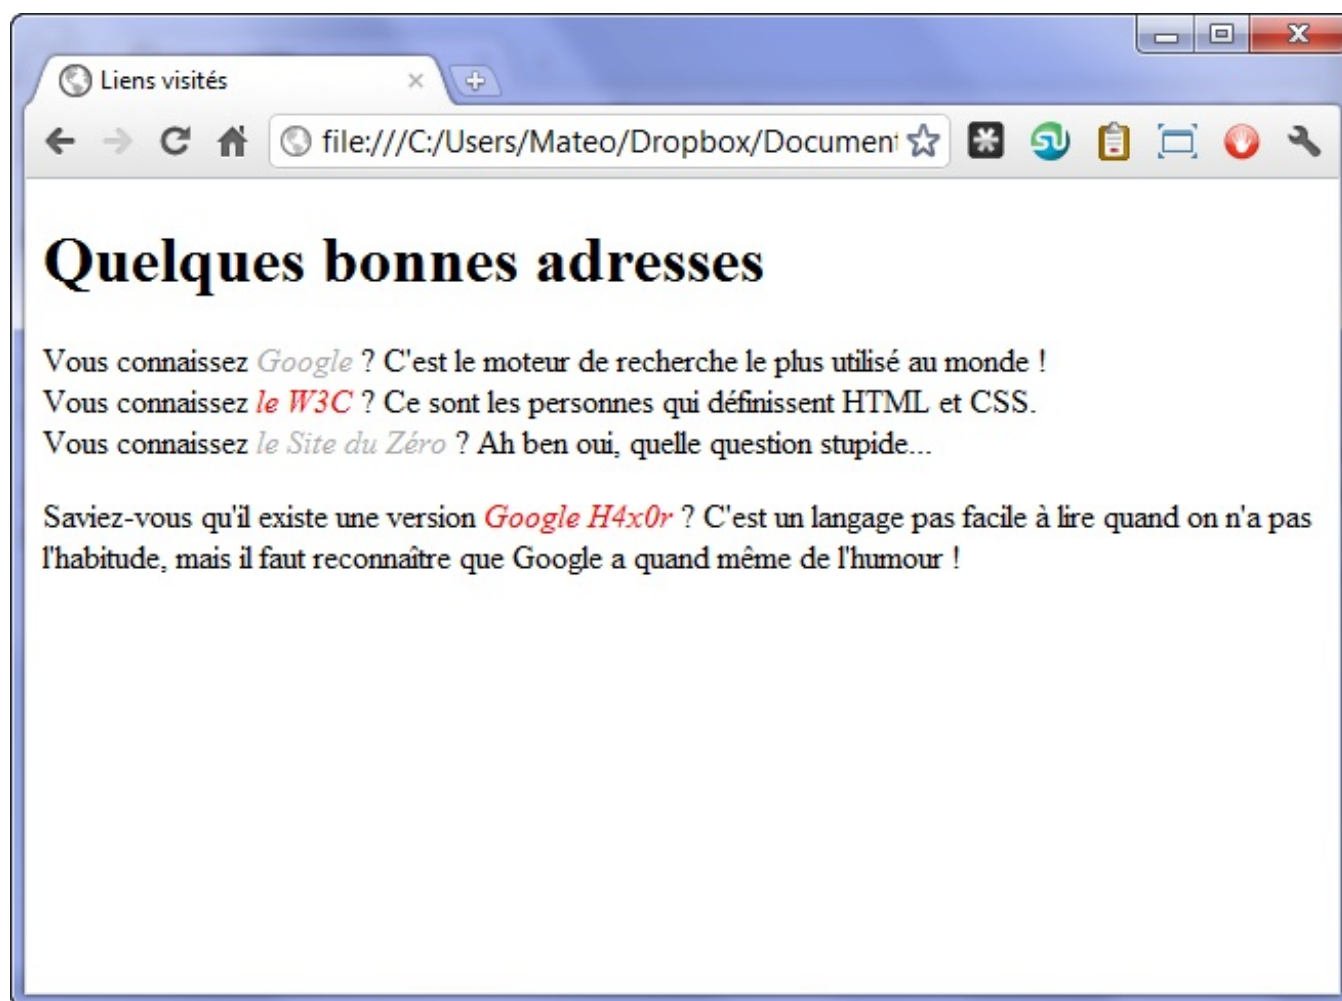 Liens visités
file:///C:/Users/Mateo/Dropbox/Document
Quelques bonnes adresses
Vous connaissez Google ? C'est le moteur de recherche le plus utilisé au monde !
Vous connaissez le W3C ? Ce sont les personnes qui définissent HTML et CSS.
Vous connaissez le Site du Zéro ? Ah ben oui, quelle question stupide...
Saviez-vous qu'il existe une version Google H4x0r ? C'est un langage pas facile à lire quand on n'a pas
l'habitude, mais il faut reconnaître que Google a quand même de l'humour !